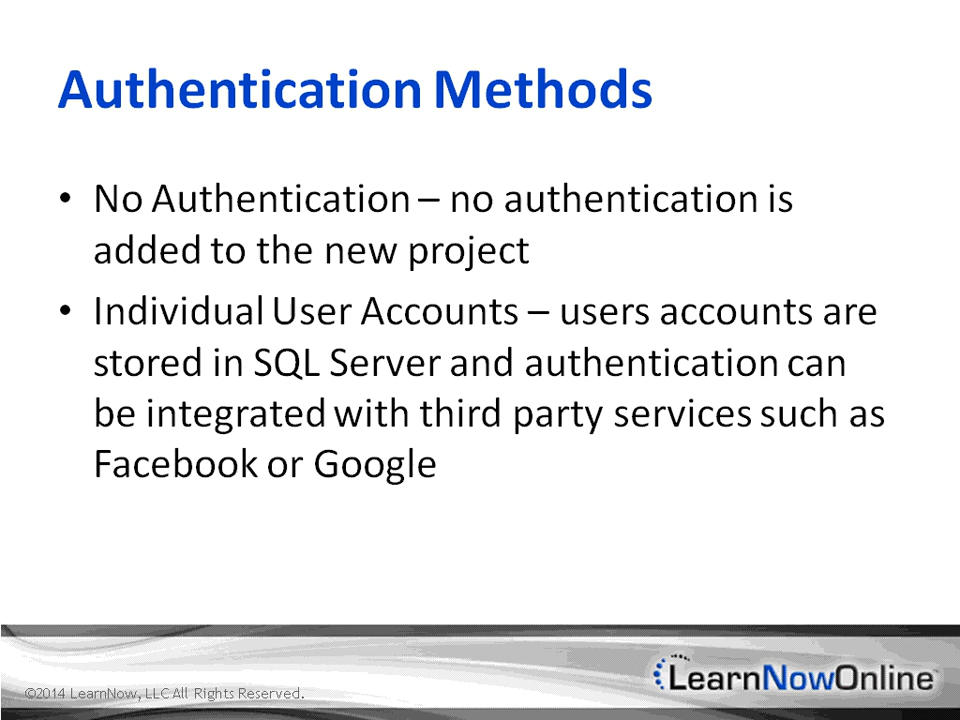 Authentication Methods
• No Authentication – no authentication is
added to the new project
• Individual User Accounts – users accounts are
stored in SQL Server and authentication can
be integrated with third party services such as
Facebook or Google
©2014 LearnNow, LLC All Rights Reserved.
LearnNowOnline